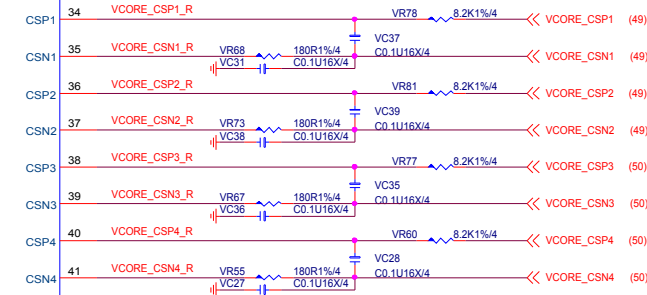 CSP1 34 VCORE_CSP1_R VR78 8.2K1%/4 VCORE_CSP1 (49)
VC37
CSN1 35 VCORE_CSN1_R VR68 180R1%/4 C0.1U16X/4 VCORE_CSN1 (49)
VC31 C0.1U16X/4
CSP2 36 VCORE_CSP2_R VR81 8.2K1%/4 VCORE_CSP2 (49)
VC39
CSN2 37 VCORE_CSN2_R VR73 180R1%/4 C0.1U16X/4 VCORE_CSN2 (49)
VC38 C0.1U16X/4
CSP3 38 VCORE_CSP3_R VR77 8.2K1%/4 VCORE_CSP3 (50)
VC35
CSN3 39 VCORE_CSN3_R VR67 180R1%/4 C0.1U16X/4 VCORE_CSN3 (50)
VC36 C0.1U16X/4
CSP4 40 VCORE_CSP4_R VR60 8.2K1%/4 VCORE_CSP4 (50)
VC28
CSN4 41 VCORE_CSN4_R VR55 180R1%/4 C0.1U16X/4 VCORE_CSN4 (50)
VC27 C0.1U16X/4